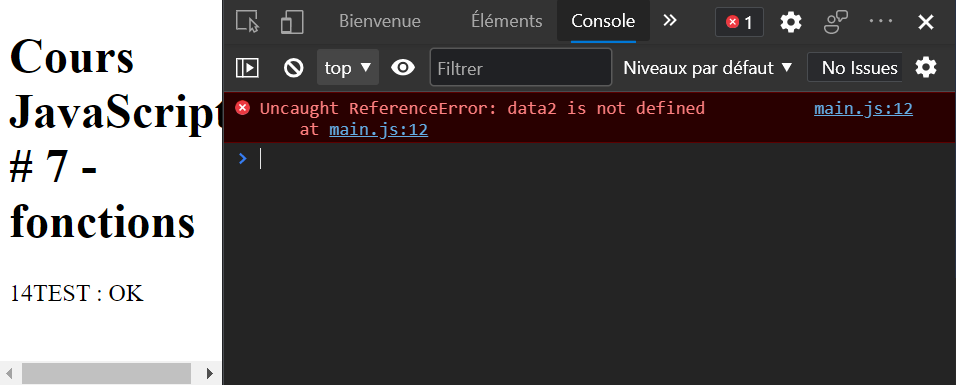 Cours
JavaScript
# 7 -
fonctions
14TEST : OK
Bienvenue Éléments Console » 1 ··· ×
top ▼ Filtrer Niveaux par défaut ▼ No Issues
Uncaught ReferenceError: data2 is not defined main.js:12
at main.js:12
>